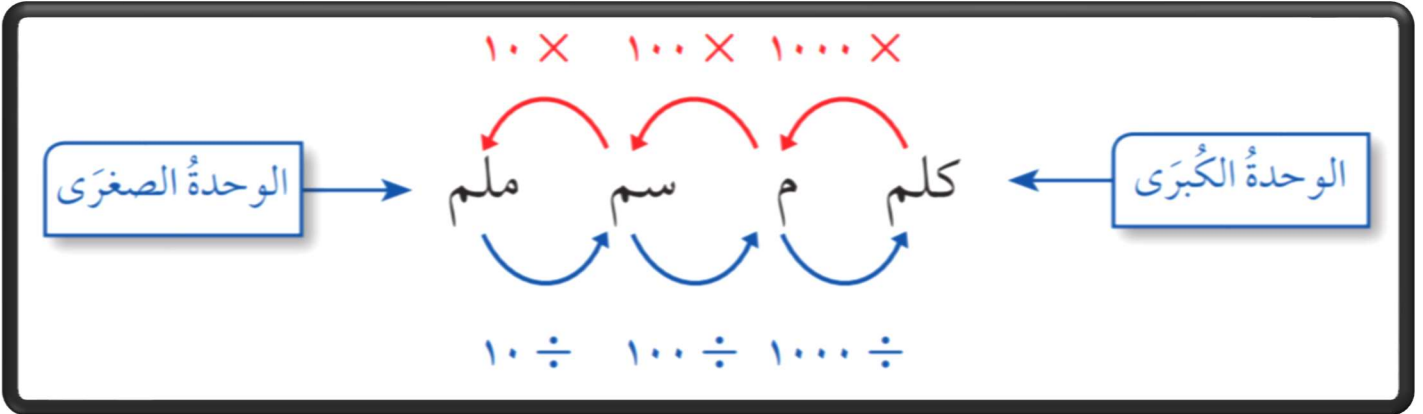 × ١٠٠٠ × ١٠٠ × ١٠
الوحدةُ الكُبرَى
كلم م سم ملم
الوحدةُ الصغرَى
÷ ١٠٠٠ ÷ ١٠٠ ÷ ١٠